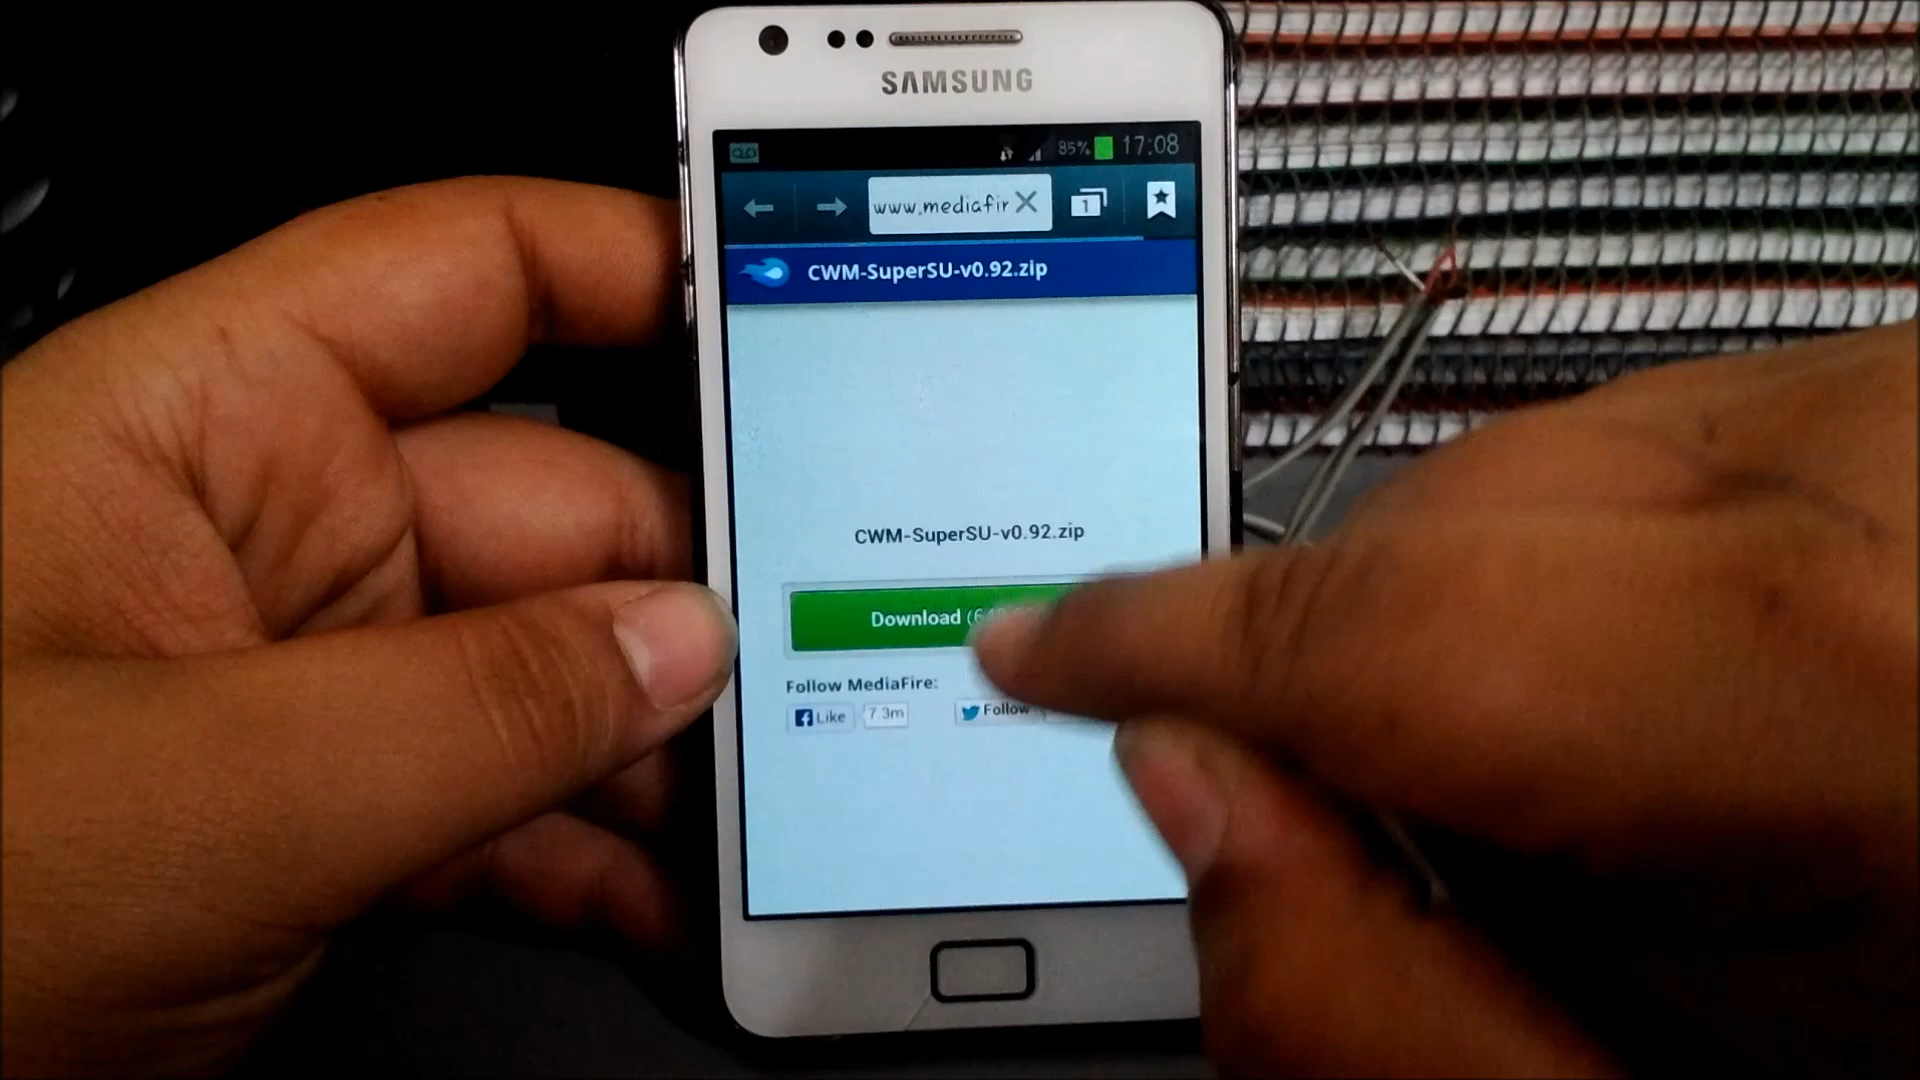 SAMSUNG
85% 17:08
www.mediafir
1
CWM-SuperSU-v0.92.zip
CWM-SuperSU-v0.92.zip
Download
Follow MediaFire:
Like 7.3m Follow